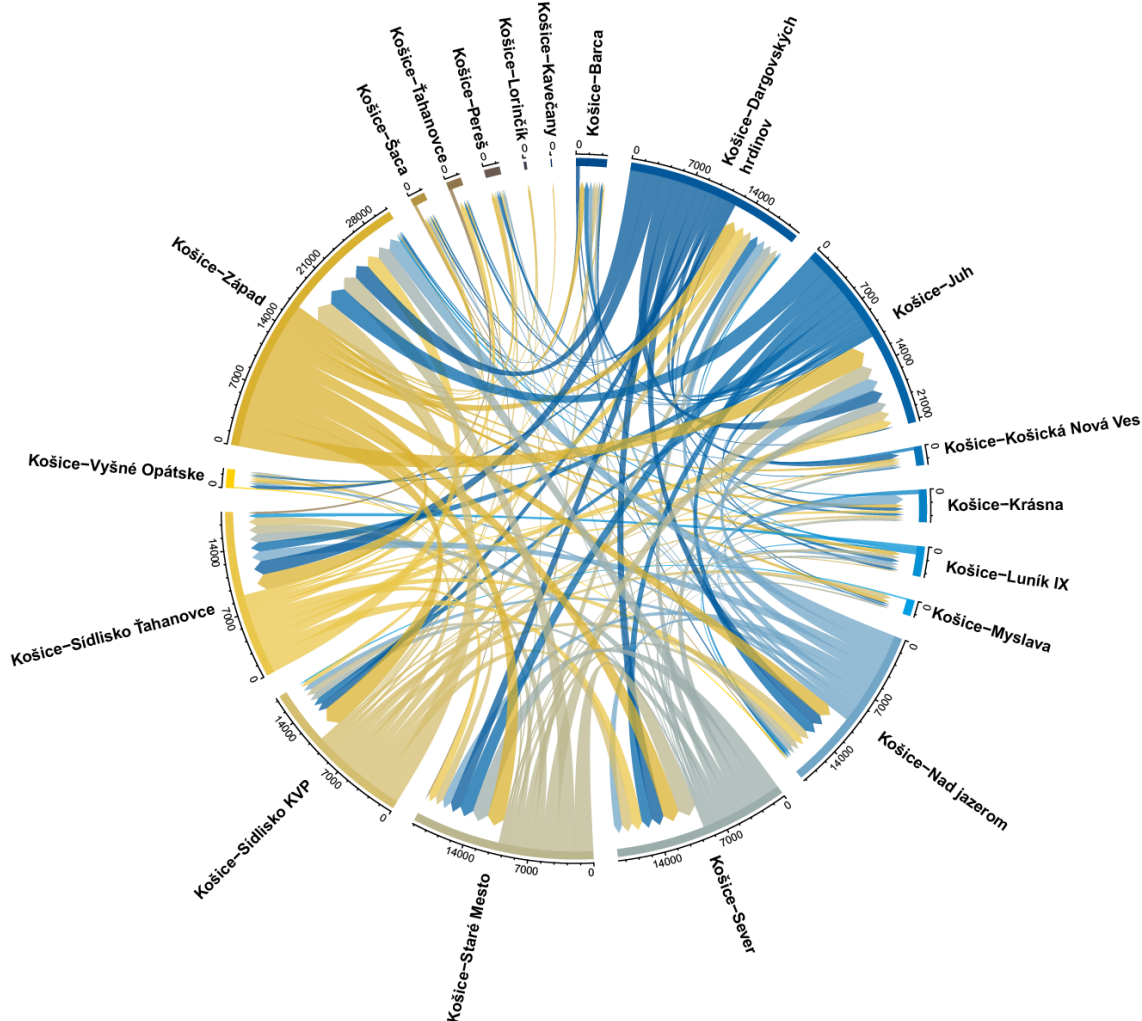 Košice−Barca
0
Košice−Dargovských
hrdinov
0
7000
14000
Košice−Juh
0
7000
14000
21000
Košice−Košická Nová Ves
0
Košice−Krásna
0
Košice−Luník IX
0
Košice−Myslava
0
Košice−Nad jazerom
0
7000
14000
Košice−Sever
0
7000
14000
Košice−Staré Mesto
0
7000
14000
Košice−Sídlisko KVP
0
7000
14000
Košice−Sídlisko Ťahanovce
0
7000
14000
Košice−Vyšné Opátske
0
Košice−Západ
0
7000
14000
21000
28000
Košice−Šaca
0
Košice−Ťahanovce
0
Košice−Pereš
0
Košice−Lorinčík
0
Košice−Kavečany
0